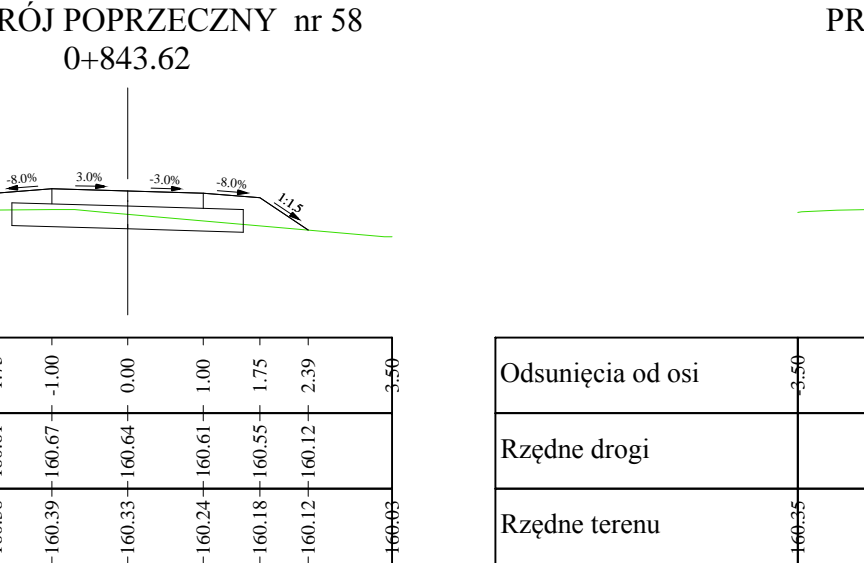 RÓJ POPRZECZNY nr 58
PR
0+843.62
-8.0% 3.0% -3.0% -8.0%
1:1.5
-1.00 0.00 1.00 1.75 2.39 3.50
Odsunięcia od osi -3.50
160.67 160.64 160.61 160.55 160.12
Rzędne drogi
160.39 160.33 160.24 160.18 160.12 160.03
Rzędne terenu 160.35